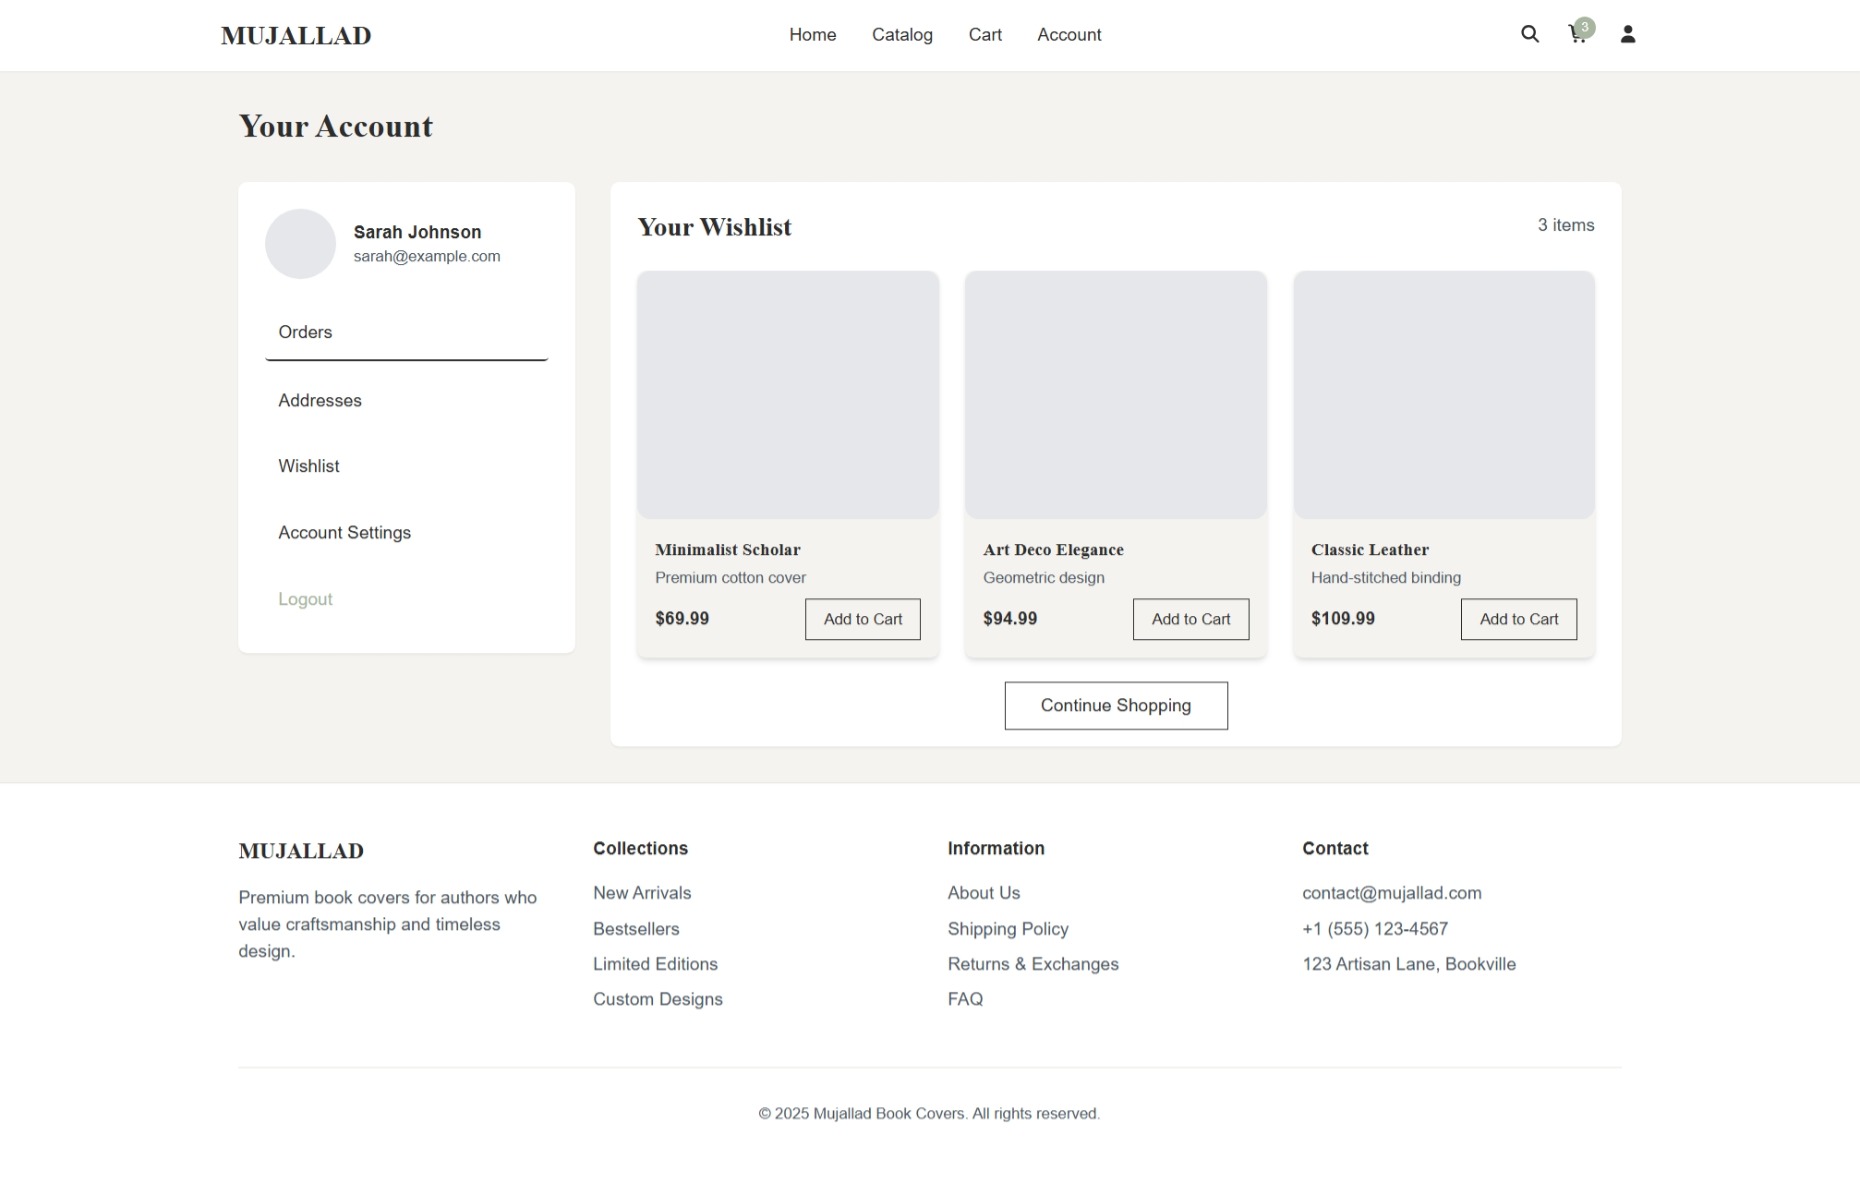 MUJALLAD
Home Catalog Cart Account
3
Your Account
Sarah Johnson
sarah@example.com
Orders
Addresses
Wishlist
Account Settings
Logout
Your Wishlist
3 items
Minimalist Scholar
Premium cotton cover
$69.99
Add to Cart
Art Deco Elegance
Geometric design
$94.99
Add to Cart
Classic Leather
Hand-stitched binding
$109.99
Add to Cart
Continue Shopping
MUJALLAD
Premium book covers for authors who
value craftsmanship and timeless
design.
Collections
New Arrivals
Bestsellers
Limited Editions
Custom Designs
Information
About Us
Shipping Policy
Returns & Exchanges
FAQ
Contact
contact@mujallad.com
+1 (555) 123-4567
123 Artisan Lane, Bookville
© 2025 Mujallad Book Covers. All rights reserved.